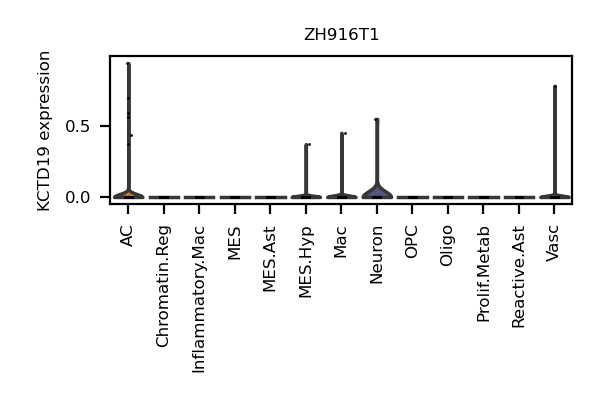 ZH916T1
KCTD19 expression
0.5
0.0
AC
Chromatin.Reg
Inflammatory.Mac
MES
MES.Ast
MES.Hyp
Mac
Neuron
OPC
Oligo
Prolif.Metab
Reactive.Ast
Vasc